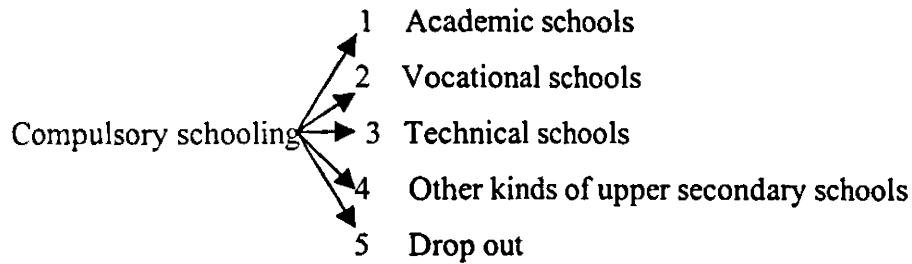 1 Academic schools
2 Vocational schools
Compulsory schooling 3 Technical schools
4 Other kinds of upper secondary schools
5 Drop out